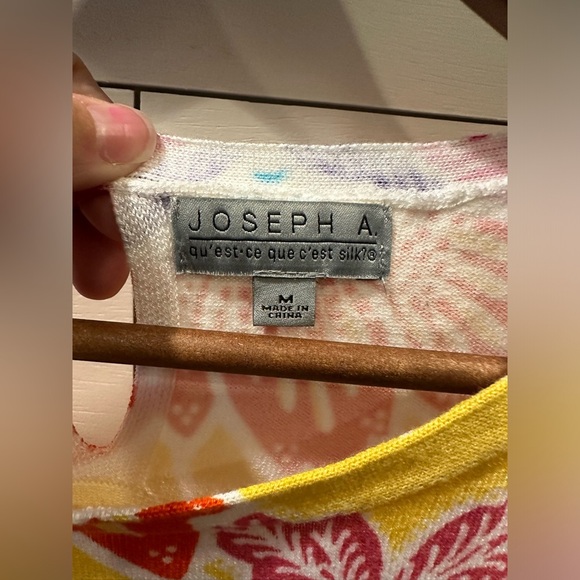 JOSEPH A.
qu'est·ce que c'est silk?®
M
MADE IN
CHINA